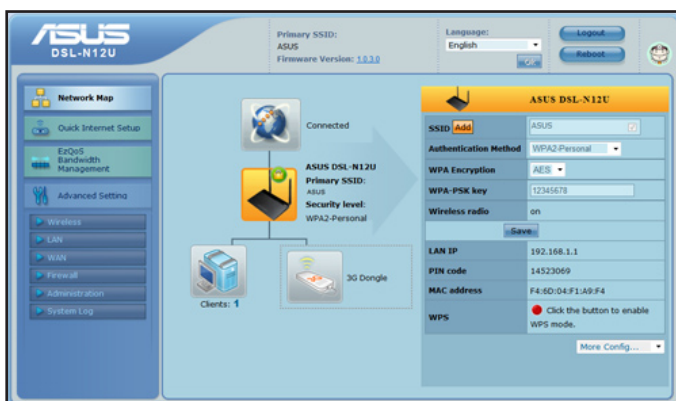 ASUS
DSL-N12U
Primary SSID:
ASUS
Firmware Version: 1.0.3.0
Language:
English
OK
Logout
Reboot
Network Map
Quick Internet Setup
EzQoS
Bandwidth
Management
Advanced Setting
Wireless
LAN
WAN
Firewall
Administration
System Log
Connected
ASUS DSL-N12U
Primary SSID:
ASUS
Security level:
WPA2-Personal
Clients: 1
3G Dongle
ASUS DSL-N12U
SSID Add ASUS
Authentication Method WPA2-Personal
WPA Encryption AES
WPA-PSK key 12345678
Wireless radio on
Save
LAN IP 192.168.1.1
PIN code 14523069
MAC address F4:6D:04:F1:A9:F4
WPS Click the button to enable
WPS mode.
More Config...